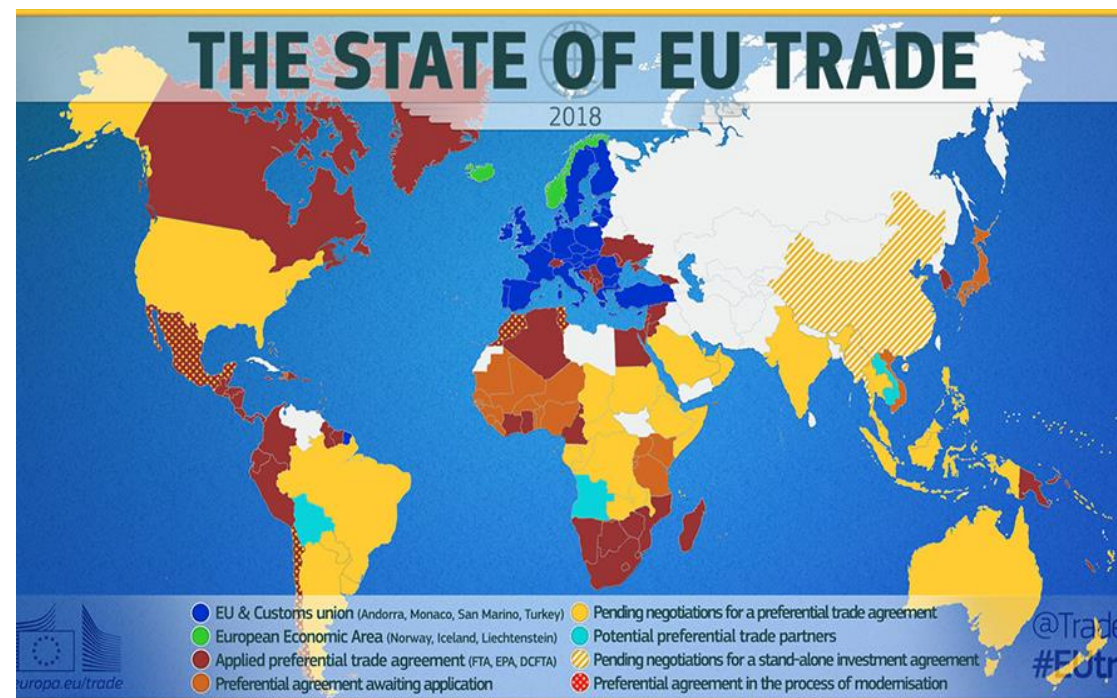 THE STATE OF EU TRADE
2018
EU & Customs union (Andorra, Monaco, San Marino, Turkey)
European Economic Area (Norway, Iceland, Liechtenstein)
Applied preferential trade agreement (FTA, EPA, DCFTA)
Preferential agreement awaiting application
Pending negotiations for a preferential trade agreement
Potential preferential trade partners
Pending negotiations for a stand-alone investment agreement
Preferential agreement in the process of modernisation
europa.eu/trade
@Trade
#EUtr